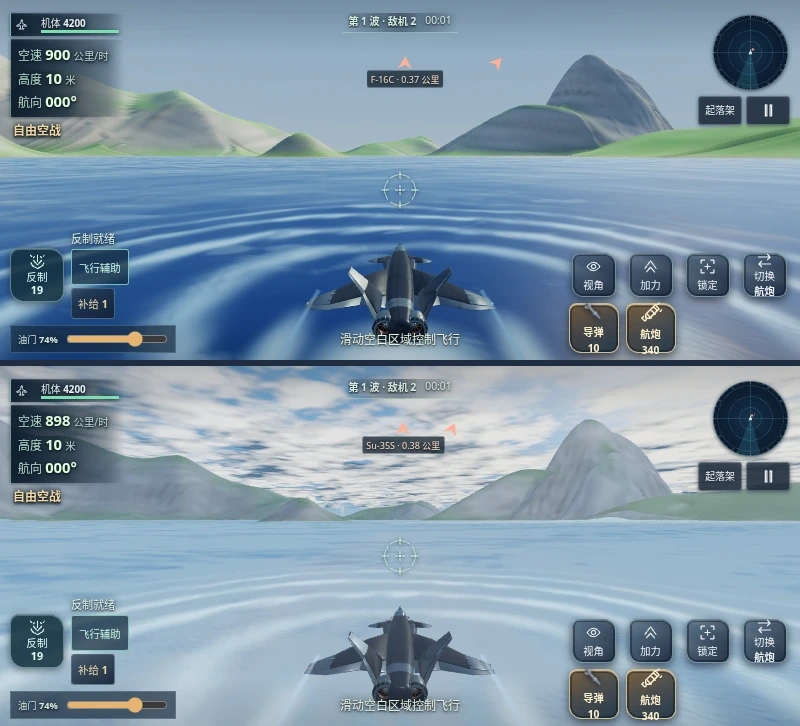 机体 4200
第 1 波 · 敌机 2 00:01
空速 900 公里/时
高度 10 米
航向 000°
自由空战
F-16C · 0.37 公里
起落架
反制就绪
反制
19
飞行辅助
补给 1
油门 74%
滑动空白区域控制飞行
视角
加力
锁定
切换
航炮
导弹
10
航炮
340
机体 4200
第 1 波 · 敌机 2 00:01
空速 898 公里/时
高度 10 米
航向 000°
自由空战
Su-35S · 0.38 公里
起落架
反制就绪
反制
19
飞行辅助
补给 1
油门 74%
滑动空白区域控制飞行
视角
加力
锁定
切换
航炮
导弹
10
航炮
340